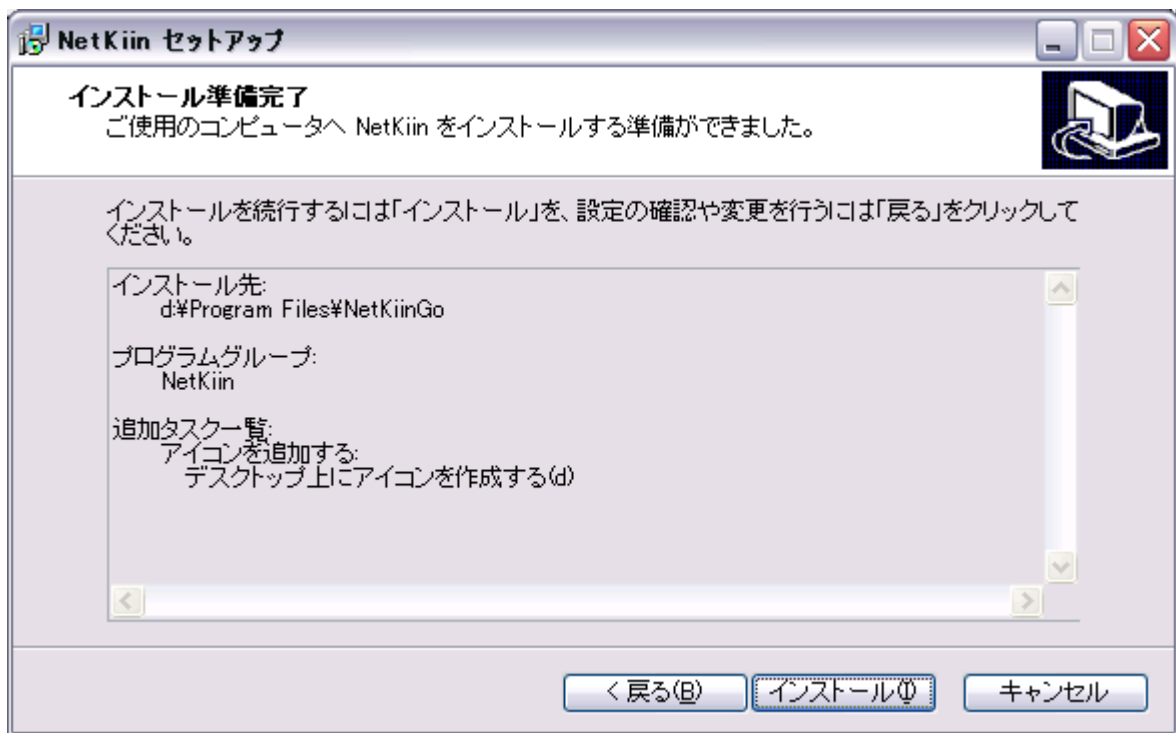 NetKiin セットアップ
インストール準備完了
ご使用のコンピュータへ NetKiin をインストールする準備ができました。
インストールを続行するには「インストール」を、設定の確認や変更を行うには「戻る」をクリックして
ください。
インストール先:
d:¥Program Files¥NetKiinGo
プログラムグループ:
NetKiin
追加タスク一覧:
アイコンを追加する:
デスクトップ上にアイコンを作成する(d)
< 戻る(B)
インストール(I)
キャンセル